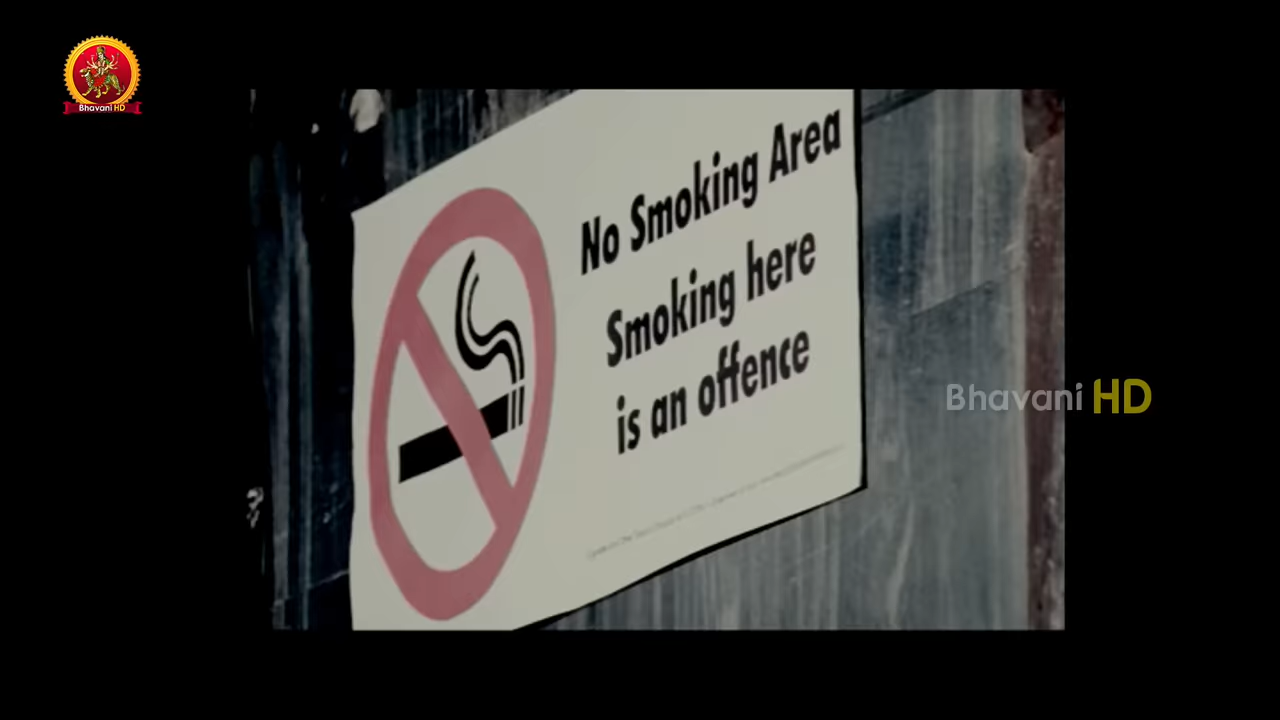 Bhavani HD
No Smoking Area
Smoking here
is an offence
Bhavani HD